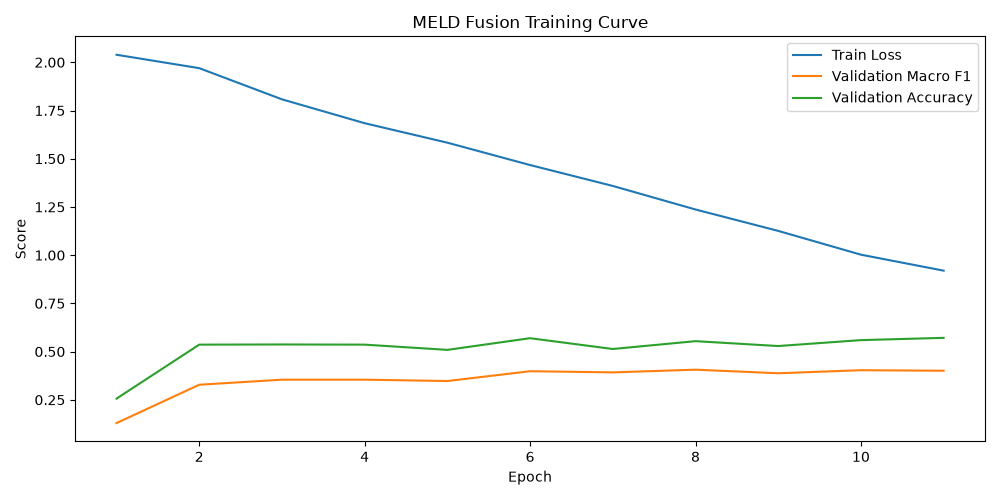 MELD Fusion Training Curve
Train Loss
Validation Macro F1
Validation Accuracy
2.00
1.75
1.50
1.25
1.00
0.75
0.50
0.25
Score
2 4 6 8 10
Epoch